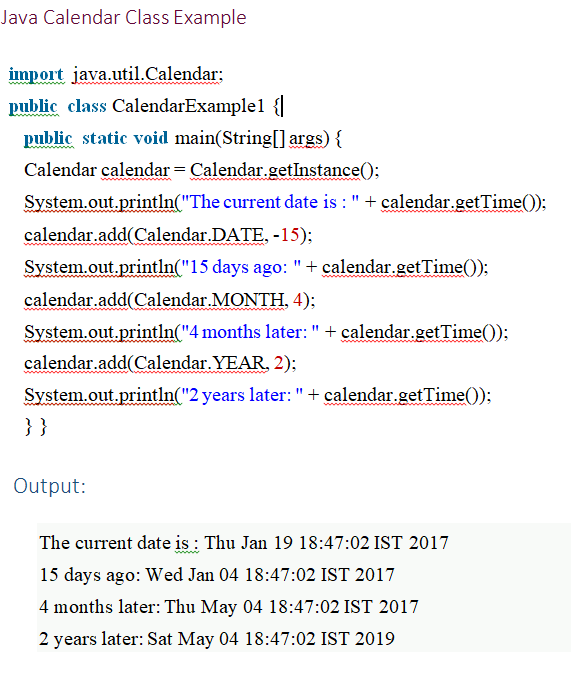 Java Calendar Class Example
import java.util.Calendar;
public class CalendarExample1 {
public static void main(String[] args) {
Calendar calendar = Calendar.getInstance();
System.out.println("The current date is : " + calendar.getTime());
calendar.add(Calendar.DATE, -15);
System.out.println("15 days ago: " + calendar.getTime());
calendar.add(Calendar.MONTH, 4);
System.out.println("4 months later: " + calendar.getTime());
calendar.add(Calendar.YEAR, 2);
System.out.println("2 years later: " + calendar.getTime());
} }
Output:
The current date is : Thu Jan 19 18:47:02 IST 2017
15 days ago: Wed Jan 04 18:47:02 IST 2017
4 months later: Thu May 04 18:47:02 IST 2017
2 years later: Sat May 04 18:47:02 IST 2019